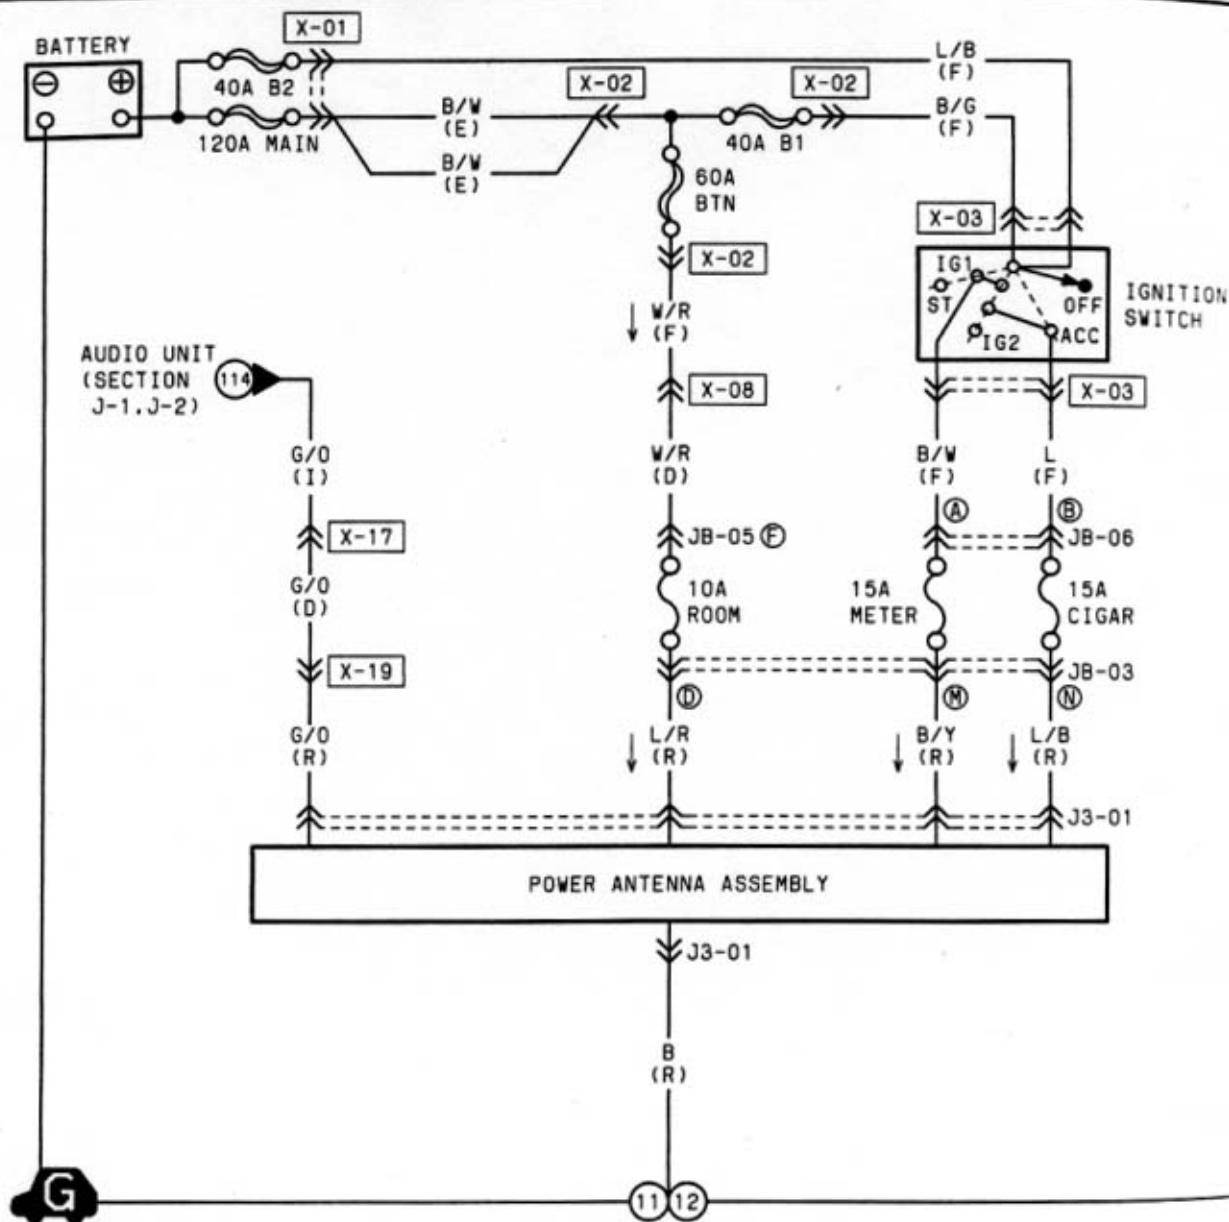 BATTERY
X-01
40A B2
120A MAIN
B/W
(E)
B/W
(E)
X-02
X-02
40A B1
L/B
(F)
B/G
(F)
60A
BTN
X-02
X-03
IG1
ST
OFF
IG2
ACC
IGNITION
SWITCH
W/R
(F)
AUDIO UNIT
(SECTION
J-1.J-2)
114
X-08
X-03
G/O
(I)
W/R
(D)
B/W
(F)
L
(F)
A
B
X-17
JB-05 F
JB-06
G/O
(D)
10A
ROOM
15A
METER
15A
CIGAR
X-19
JB-03
D
M
N
G/O
(R)
L/R
(R)
B/Y
(R)
L/B
(R)
J3-01
POWER ANTENNA ASSEMBLY
J3-01
B
(R)
G
11
12